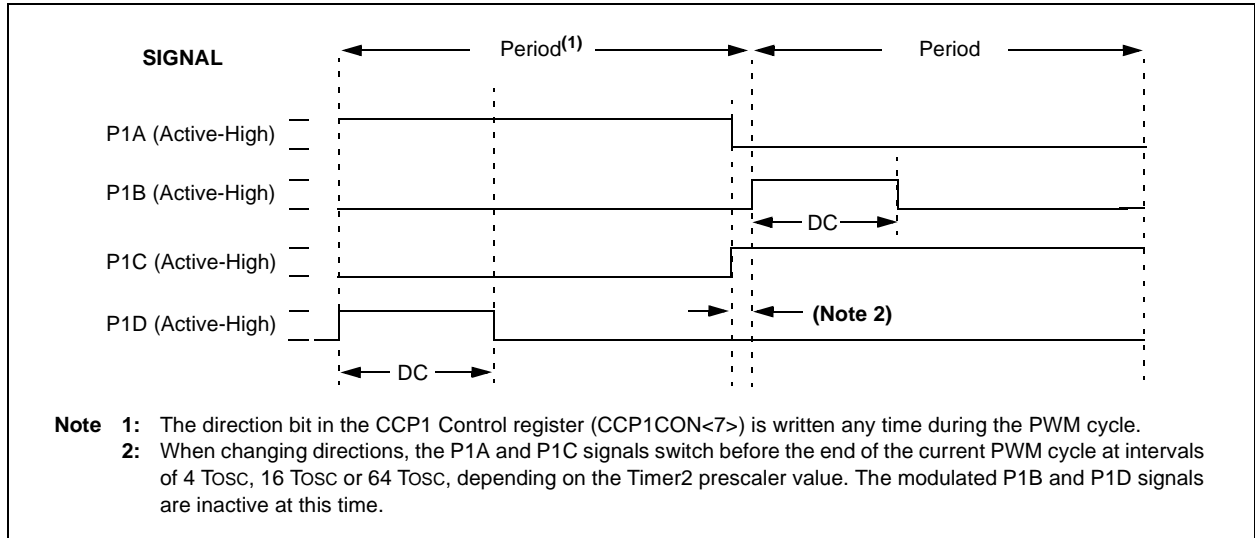 SIGNAL
Period(1)
Period
P1A (Active-High)
P1B (Active-High)
DC
P1C (Active-High)
P1D (Active-High)
(Note 2)
DC
Note 1: The direction bit in the CCP1 Control register (CCP1CON<7>) is written any time during the PWM cycle.
2: When changing directions, the P1A and P1C signals switch before the end of the current PWM cycle at intervals
of 4 TOSC, 16 TOSC or 64 TOSC, depending on the Timer2 prescaler value. The modulated P1B and P1D signals
are inactive at this time.